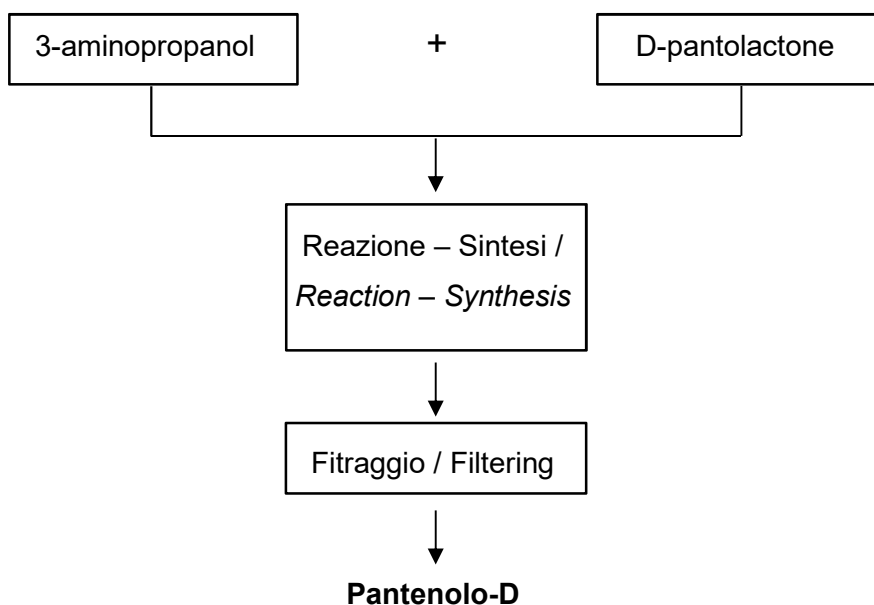 3-aminopropanol + D-pantolactone
Reazione – Sintesi /
Reaction – Synthesis
Fitraggio / Filtering
Pantenolo-D